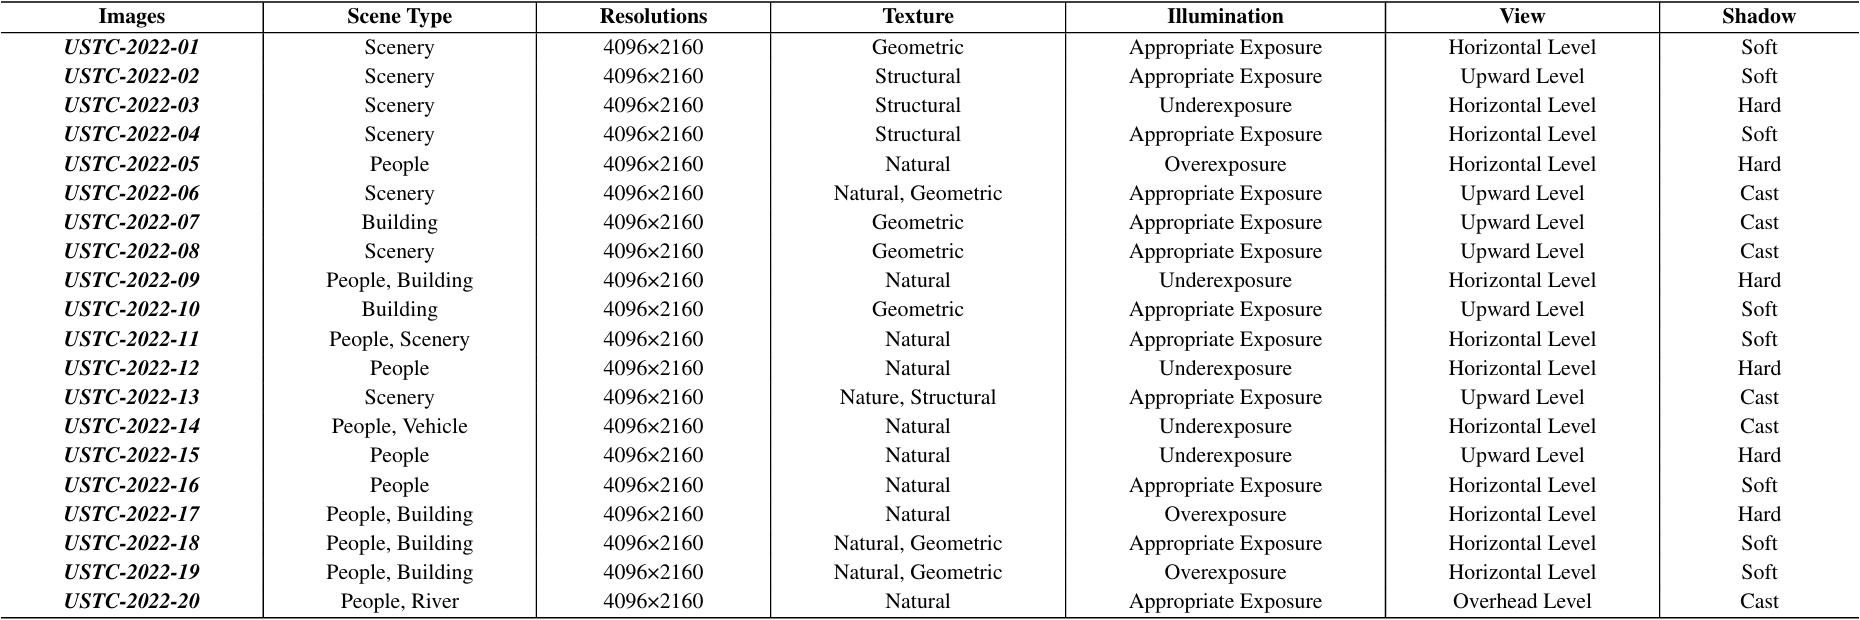 Images Scene Type Resolutions Texture Illumination View Shadow
USTC-2022-01 Scenery 4096×2160 Geometric Appropriate Exposure Horizontal Level Soft
USTC-2022-02 Scenery 4096×2160 Structural Appropriate Exposure Upward Level Soft
USTC-2022-03 Scenery 4096×2160 Structural Underexposure Horizontal Level Hard
USTC-2022-04 Scenery 4096×2160 Structural Appropriate Exposure Horizontal Level Soft
USTC-2022-05 People 4096×2160 Natural Overexposure Horizontal Level Hard
USTC-2022-06 Scenery 4096×2160 Natural, Geometric Appropriate Exposure Upward Level Cast
USTC-2022-07 Building 4096×2160 Geometric Appropriate Exposure Upward Level Cast
USTC-2022-08 Scenery 4096×2160 Geometric Appropriate Exposure Upward Level Cast
USTC-2022-09 People, Building 4096×2160 Natural Underexposure Horizontal Level Hard
USTC-2022-10 Building 4096×2160 Geometric Appropriate Exposure Upward Level Soft
USTC-2022-11 People, Scenery 4096×2160 Natural Appropriate Exposure Horizontal Level Soft
USTC-2022-12 People 4096×2160 Natural Underexposure Horizontal Level Hard
USTC-2022-13 Scenery 4096×2160 Nature, Structural Appropriate Exposure Upward Level Cast
USTC-2022-14 People, Vehicle 4096×2160 Natural Underexposure Horizontal Level Cast
USTC-2022-15 People 4096×2160 Natural Underexposure Upward Level Hard
USTC-2022-16 People 4096×2160 Natural Appropriate Exposure Horizontal Level Soft
USTC-2022-17 People, Building 4096×2160 Natural Overexposure Horizontal Level Hard
USTC-2022-18 People, Building 4096×2160 Natural, Geometric Appropriate Exposure Horizontal Level Soft
USTC-2022-19 People, Building 4096×2160 Natural, Geometric Overexposure Horizontal Level Soft
USTC-2022-20 People, River 4096×2160 Natural Appropriate Exposure Overhead Level Cast